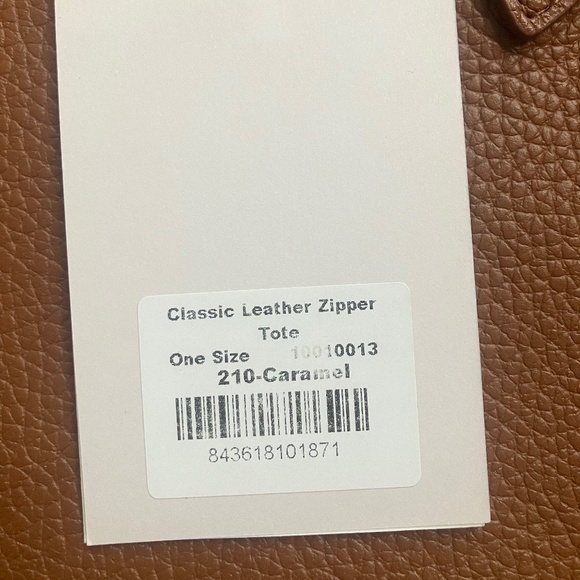 Classic Leather Zipper
Tote
One Size 10010013
210-Caramel
843618101871